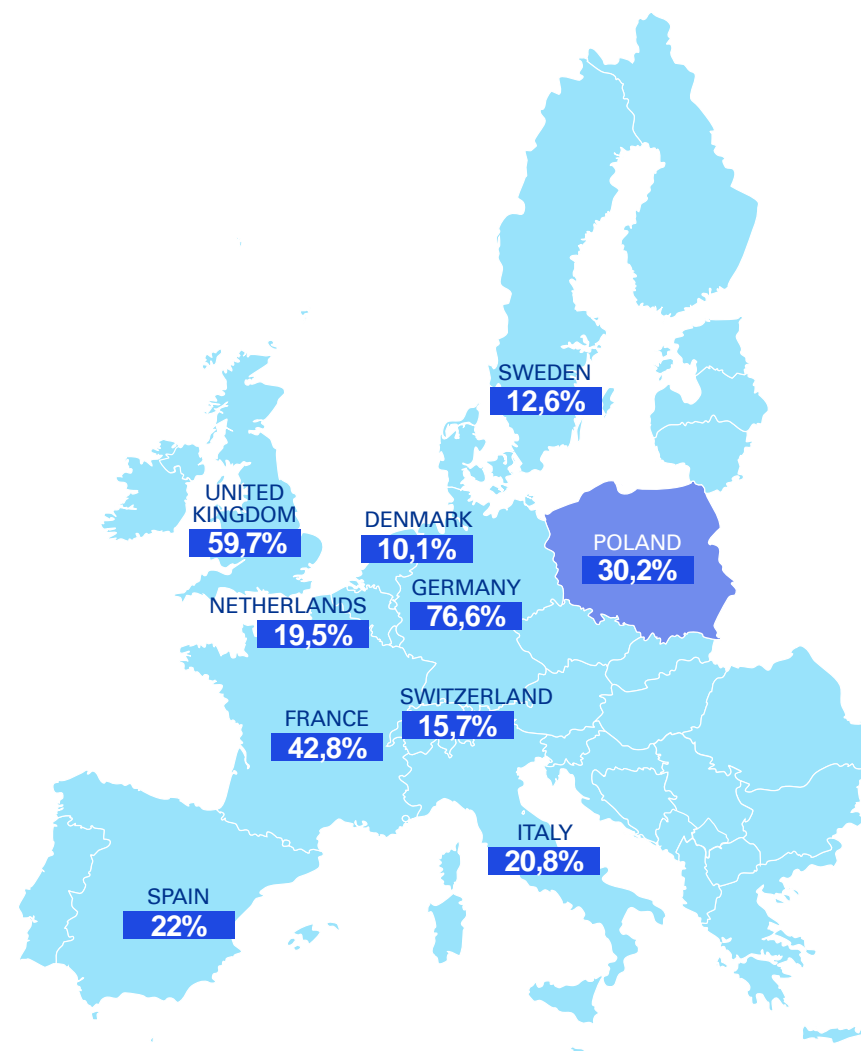 SWEDEN
12,6%
UNITED
KINGDOM
59,7%
DENMARK
10,1%
POLAND
30,2%
GERMANY
76,6%
NETHERLANDS
19,5%
SWITZERLAND
15,7%
FRANCE
42,8%
ITALY
20,8%
SPAIN
22%